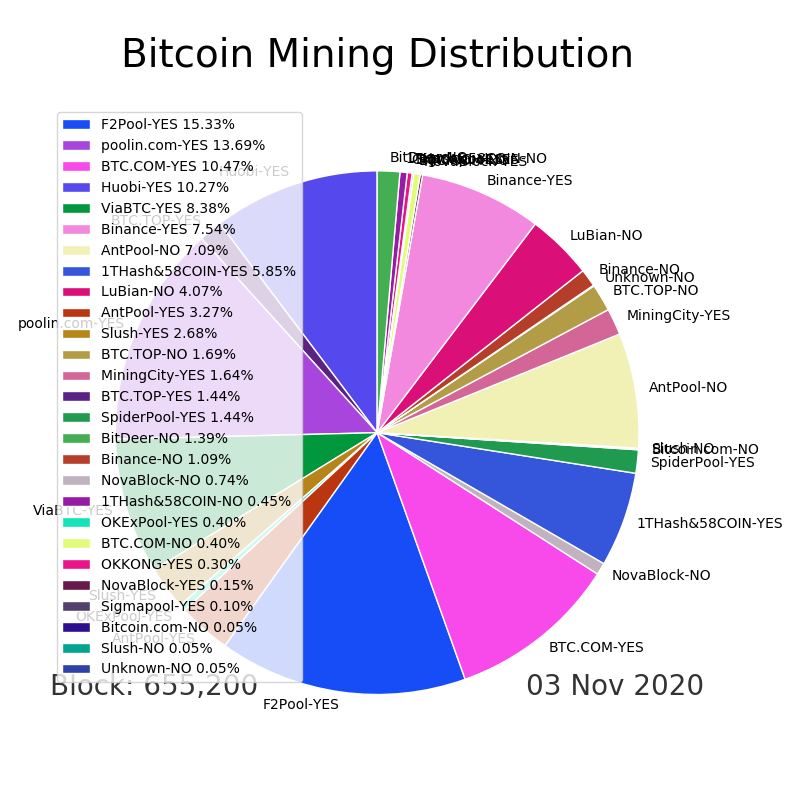 Bitcoin Mining Distribution
F2Pool-YES 15.33%
poolin.com-YES 13.69%
BTC.COM-YES 10.47%
Huobi-YES 10.27%
ViaBTC-YES 8.38%
Binance-YES 7.54%
AntPool-NO 7.09%
1THash&58COIN-YES 5.85%
LuBian-NO 4.07%
AntPool-YES 3.27%
Slush-YES 2.68%
BTC.TOP-NO 1.69%
MiningCity-YES 1.64%
BTC.TOP-YES 1.44%
SpiderPool-YES 1.44%
BitDeer-NO 1.39%
Binance-NO 1.09%
NovaBlock-NO 0.74%
1THash&58COIN-NO 0.45%
OKExPool-YES 0.40%
BTC.COM-NO 0.40%
OKKONG-YES 0.30%
NovaBlock-YES 0.15%
Sigmapool-YES 0.10%
Bitcoin.com-NO 0.05%
Slush-NO 0.05%
Unknown-NO 0.05%
Huobi-YES
BTC.TOP-YES
poolin.com-YES
ViaBTC-YES
Slush-YES
OKExPool-YES
AntPool-YES
F2Pool-YES
BTC.COM-YES
NovaBlock-NO
1THash&58COIN-YES
SpiderPool-YES
Bitcoin.com-NO
Slush-NO
AntPool-NO
MiningCity-YES
BTC.TOP-NO
Unknown-NO
Binance-NO
LuBian-NO
Binance-YES
Block: 655,200
03 Nov 2020